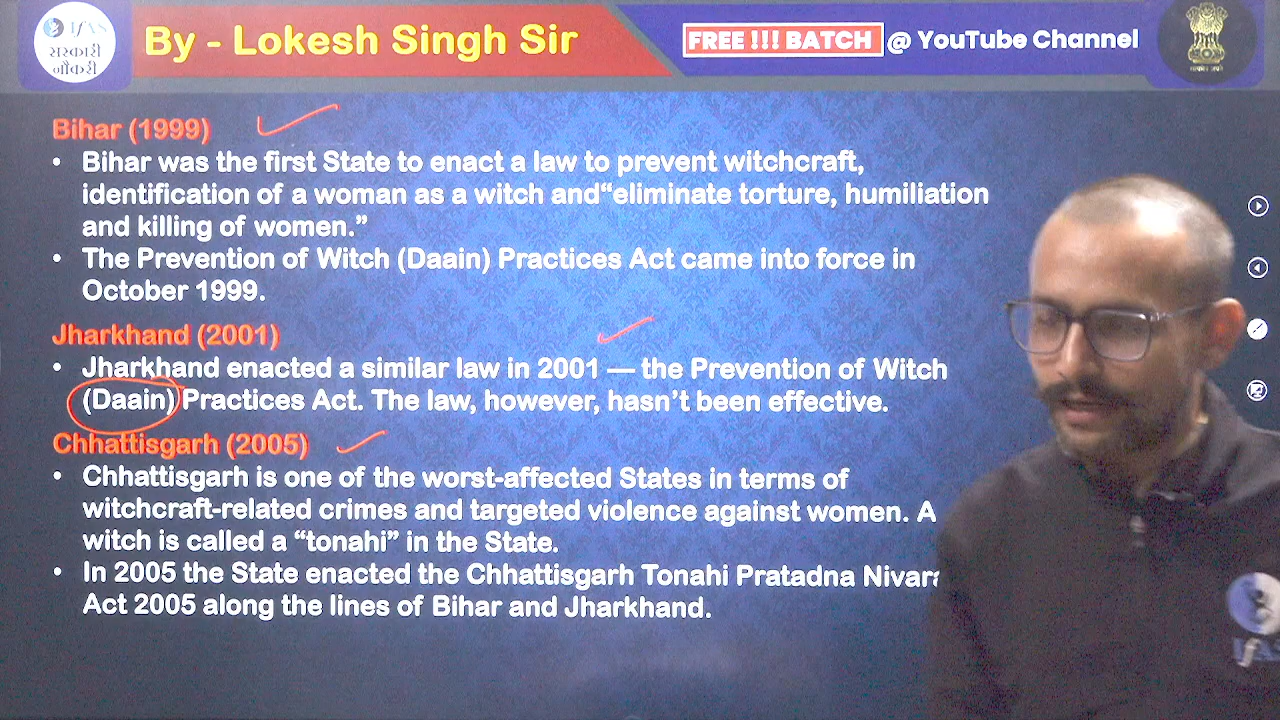 IFAS
સરકારી
નૌકરી
By - Lokesh Singh Sir
FREE !!! BATCH @ YouTube Channel
Bihar (1999)
• Bihar was the first State to enact a law to prevent witchcraft,
identification of a woman as a witch and“eliminate torture, humiliation
and killing of women.”
• The Prevention of Witch (Daain) Practices Act came into force in
October 1999.
Jharkhand (2001)
• Jharkhand enacted a similar law in 2001 — the Prevention of Witch
(Daain) Practices Act. The law, however, hasn’t been effective.
Chhattisgarh (2005)
• Chhattisgarh is one of the worst-affected States in terms of
witchcraft-related crimes and targeted violence against women. A
witch is called a “tonahi” in the State.
• In 2005 the State enacted the Chhattisgarh Tonahi Pratadna
Act 2005 along the lines of Bihar and Jharkhand.